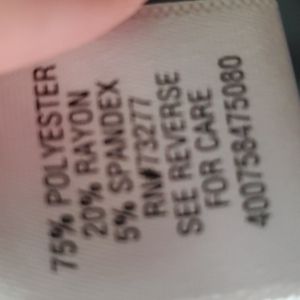 75% POLYESTER
20% RAYON
5% SPANDEX
RN#73277
SEE REVERSE
FOR CARE
400758475080